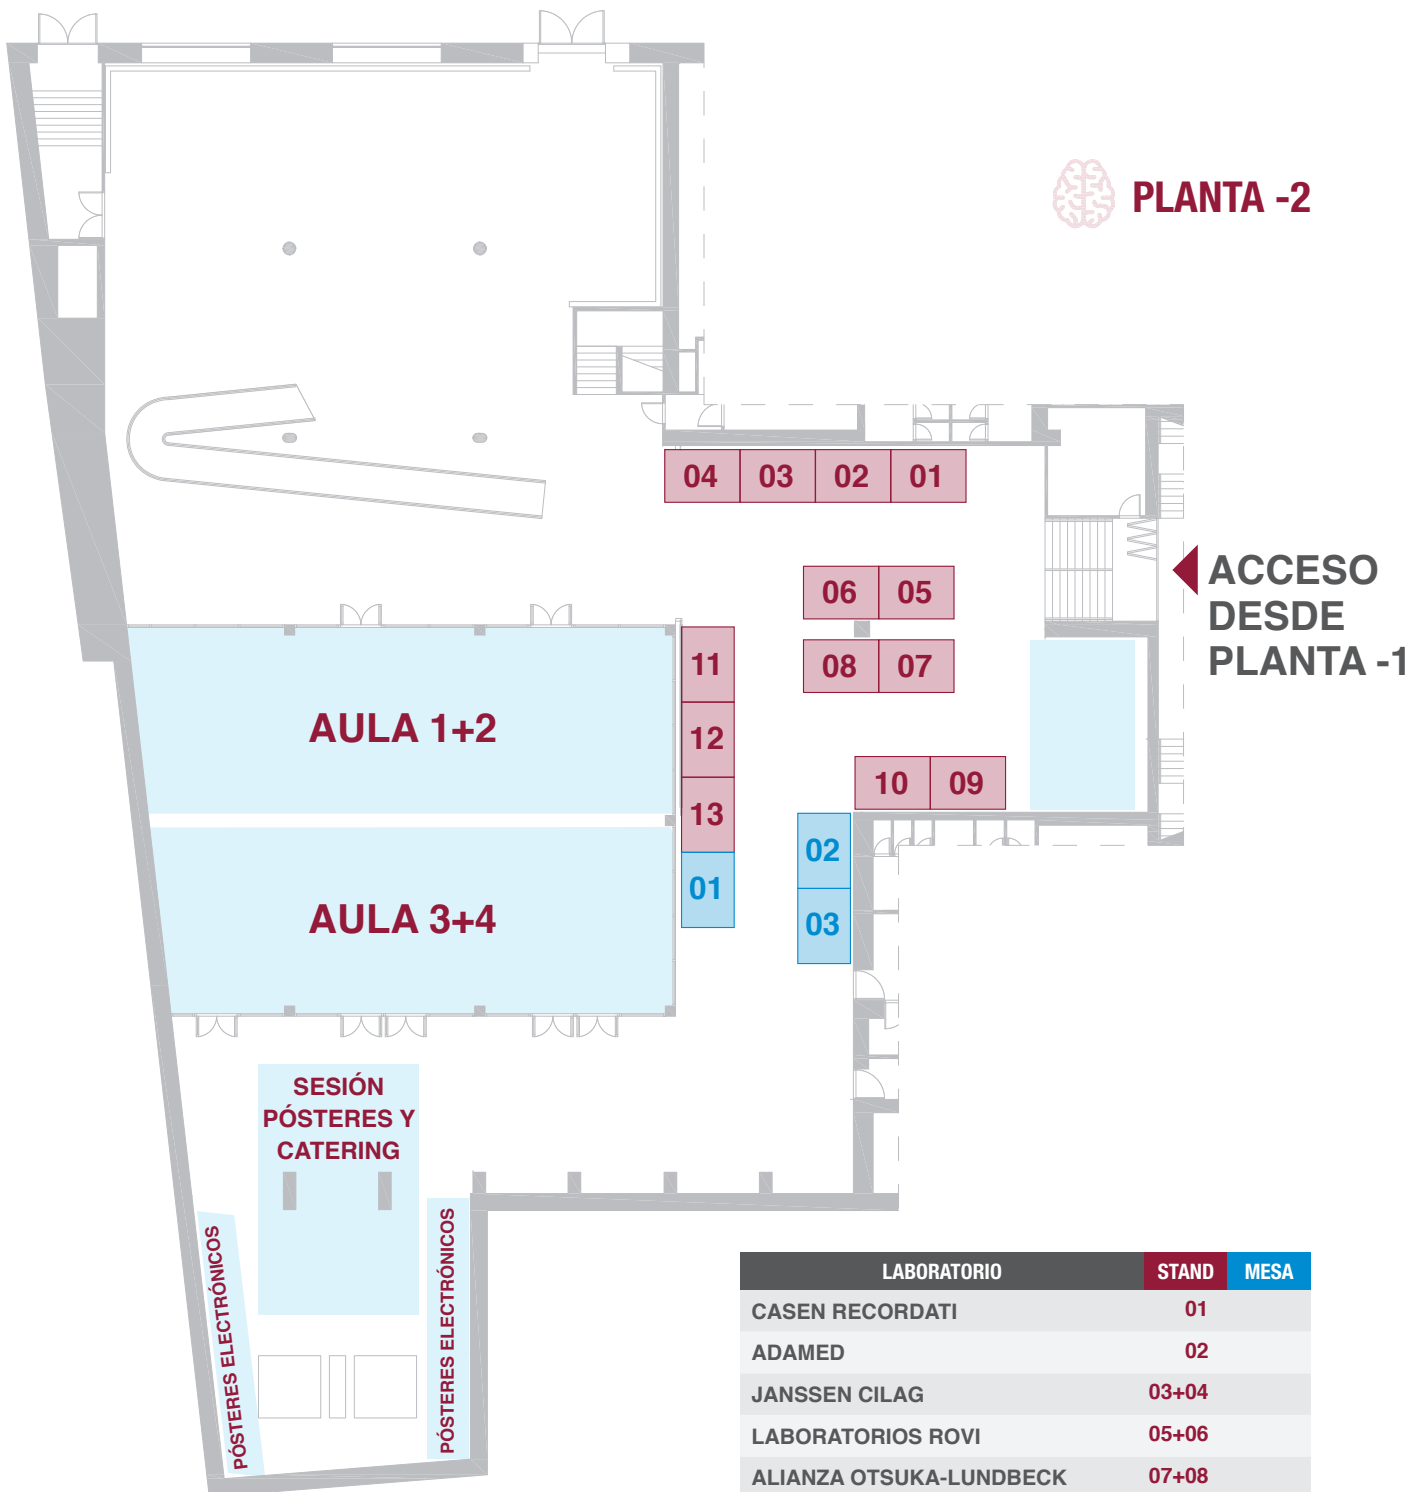 PLANTA -2
04 03 02 01
ACCESO
DESDE
PLANTA -1
06 05
08 07
11
12
13
01
10 09
02
03
AULA 1+2
AULA 3+4
SESIÓN
PÓSTERES Y
CATERING
PÓSTERES ELECTRÓNICOS
PÓSTERES ELECTRÓNICOS
LABORATORIO STAND MESA
CASEN RECORDATI 01
ADAMED 02
JANSSEN CILAG 03+04
LABORATORIOS ROVI 05+06
ALIANZA OTSUKA-LUNDBECK 07+08